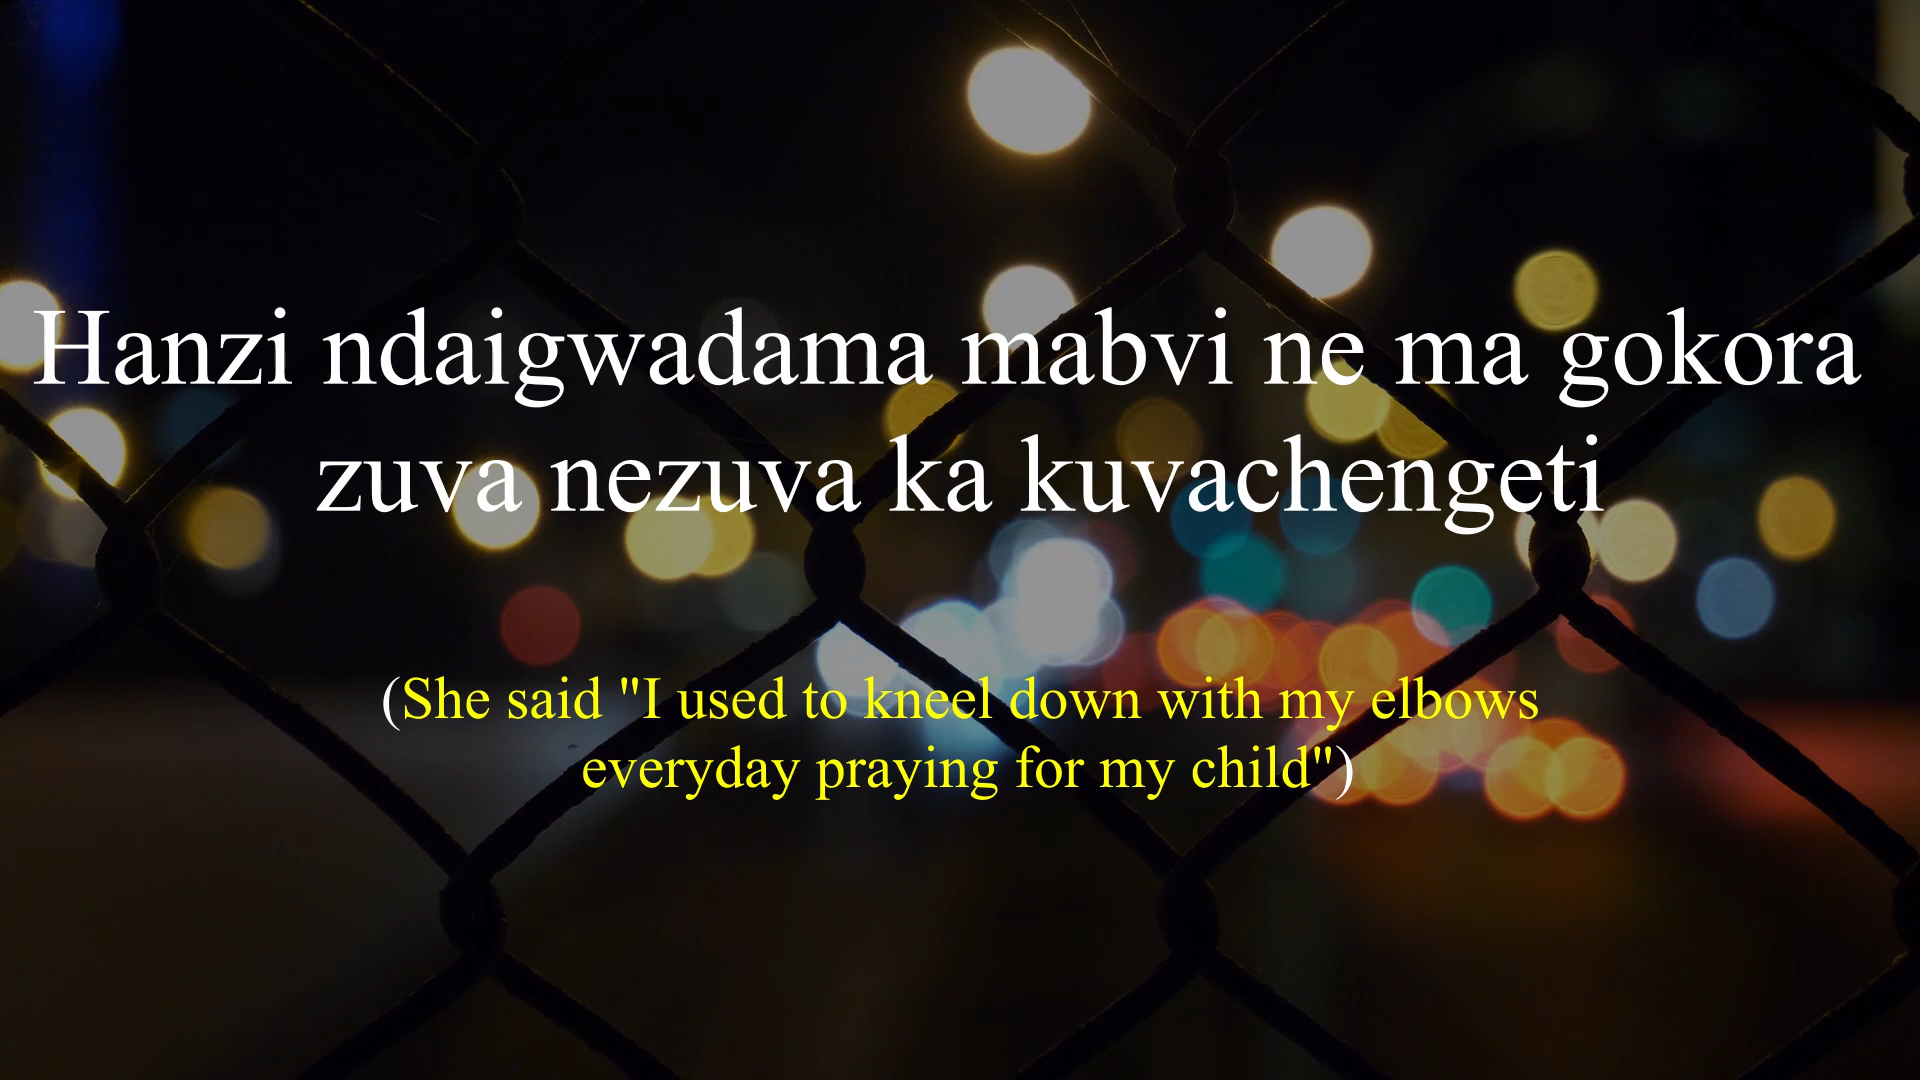 Hanzi ndaigwadama mabvi ne ma gokora
zuva nezuva ka kuvachengeti
(She said "I used to kneel down with my elbows
everyday praying for my child")